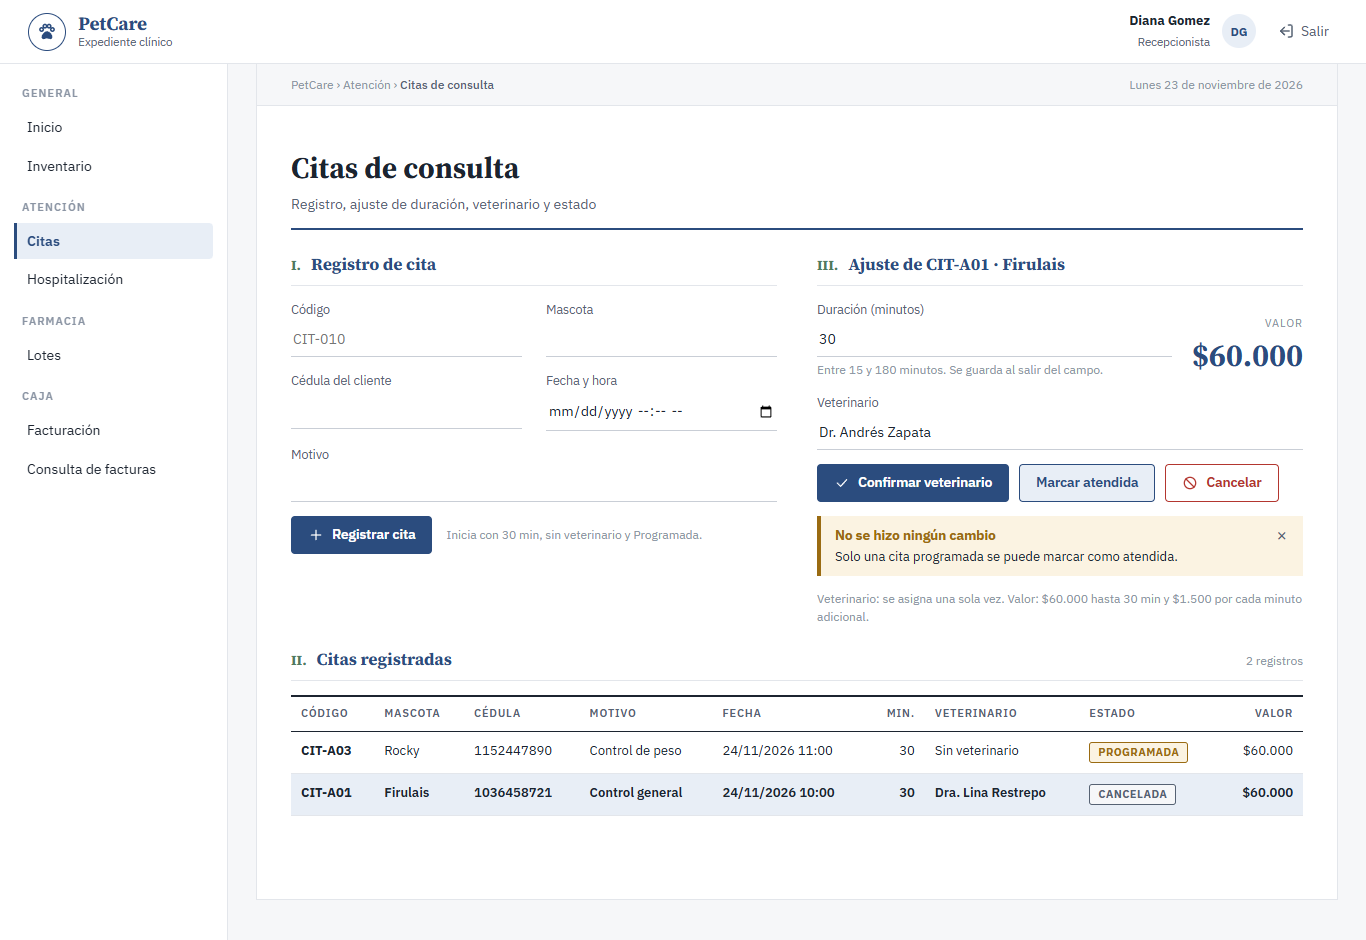 PetCare
Expediente clínico
Diana Gomez
Recepcionista
DG
Salir
GENERAL
Inicio
Inventario
ATENCIÓN
Citas
Hospitalización
FARMACIA
Lotes
CAJA
Facturación
Consulta de facturas
PetCare › Atención › Citas de consulta
Lunes 23 de noviembre de 2026
Citas de consulta
Registro, ajuste de duración, veterinario y estado
I. Registro de cita
Código
Mascota
CIT-010
Cédula del cliente
Fecha y hora
mm/dd/yyyy --:-- --
Motivo
Registrar cita
Inicia con 30 min, sin veterinario y Programada.
III. Ajuste de CIT-A01 · Firulais
Duración (minutos)
30
VALOR
$60.000
Entre 15 y 180 minutos. Se guarda al salir del campo.
Veterinario
Dr. Andrés Zapata
Confirmar veterinario
Marcar atendida
Cancelar
No se hizo ningún cambio
Solo una cita programada se puede marcar como atendida.
Veterinario: se asigna una sola vez. Valor: $60.000 hasta 30 min y $1.500 por cada minuto
adicional.
II. Citas registradas
2 registros
CÓDIGO MASCOTA CÉDULA MOTIVO FECHA MIN. VETERINARIO ESTADO VALOR
CIT-A03 Rocky 1152447890 Control de peso 24/11/2026 11:00 30 Sin veterinario PROGRAMADA $60.000
CIT-A01 Firulais 1036458721 Control general 24/11/2026 10:00 30 Dra. Lina Restrepo CANCELADA $60.000